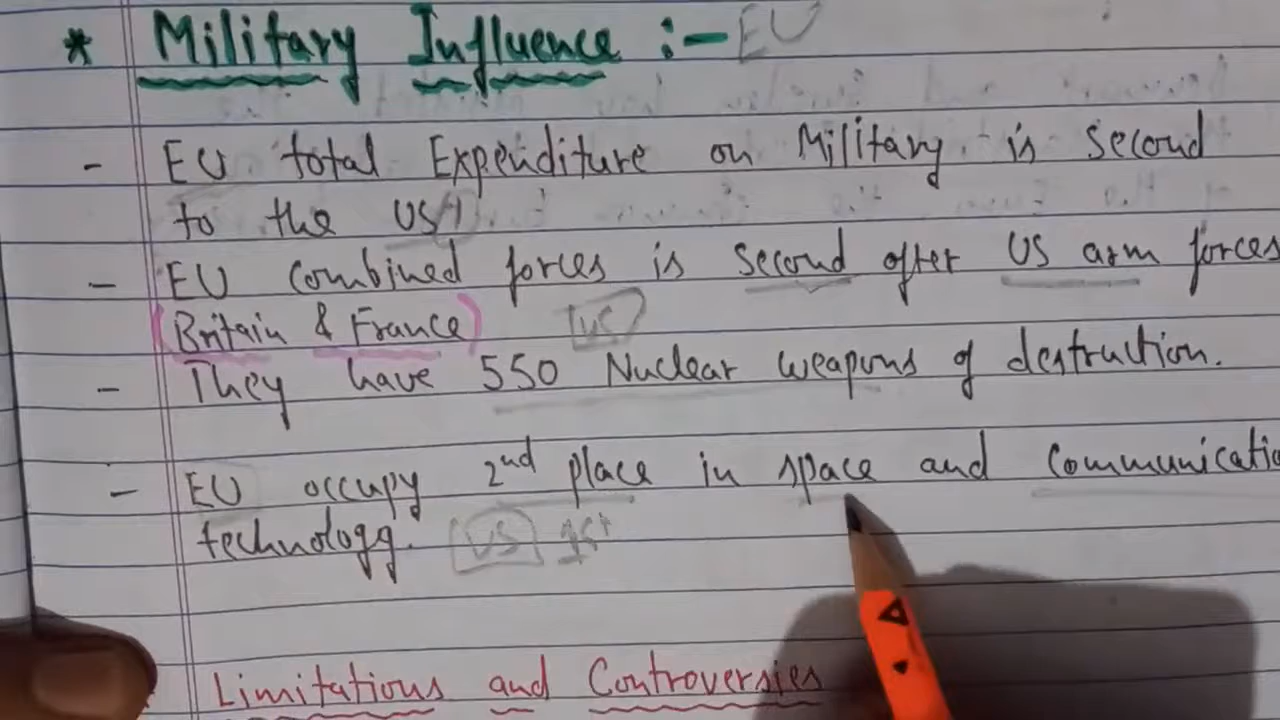 * Military Influence :- EU
- EU total Expenditure on Military is second
to the US.
- EU combined forces is second after US arm forces
(Britain & France) US
- They have 550 Nuclear weapons of destruction.
- EU occupy 2nd place in space and communicatio
technology. US 1st
Limitations and Controversies